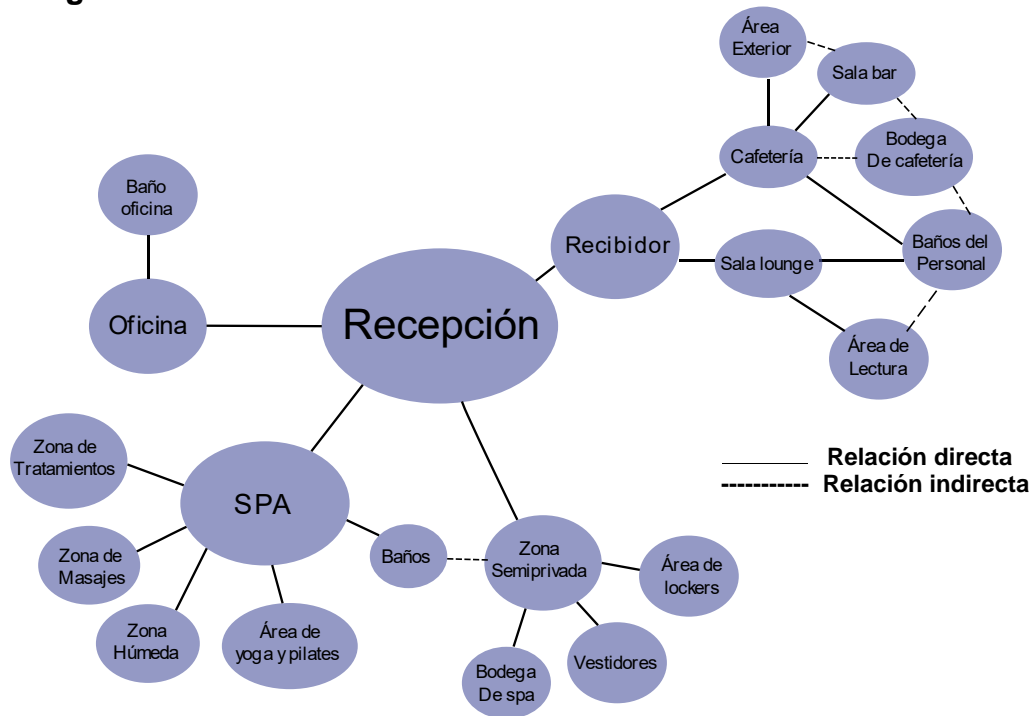 Área
Exterior
Sala bar
Bodega
De cafetería
Cafetería
Baño
oficina
Recibidor
Sala lounge
Baños del
Personal
Oficina
Recepción
Área de
Lectura
Relación directa
Relación indirecta
Zona de
Tratamientos
SPA
Zona de
Masajes
Baños
Zona
Semiprivada
Área de
lockers
Zona
Húmeda
Área de
yoga y pilates
Bodega
De spa
Vestidores